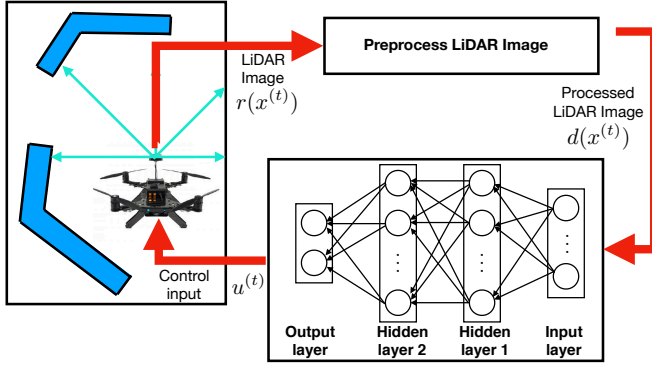 Preprocess LiDAR Image
LiDAR
Image
r(x^{(t)})
Processed
LiDAR Image
d(x^{(t)})
Control
input
u^{(t)}
Output
layer
Hidden
layer 2
Hidden
layer 1
Input
layer